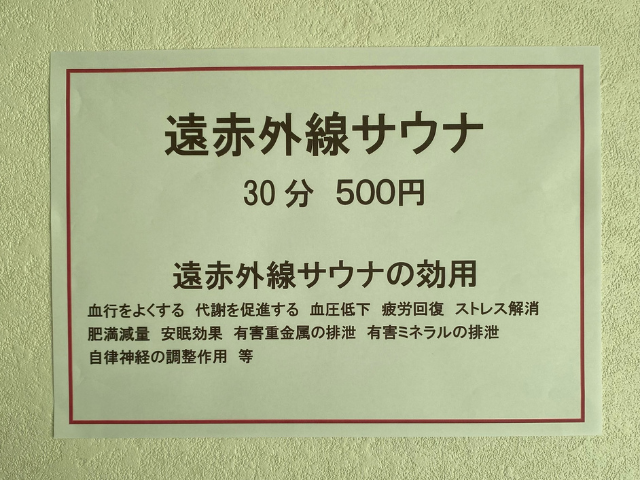 遠赤外線サウナ
30分 500円
遠赤外線サウナの効用
血行をよくする 代謝を促進する 血圧低下 疲労回復 ストレス解消
肥満減量 安眠効果 有害重金属の排泄 有害ミネラルの排泄
自律神経の調整作用 等